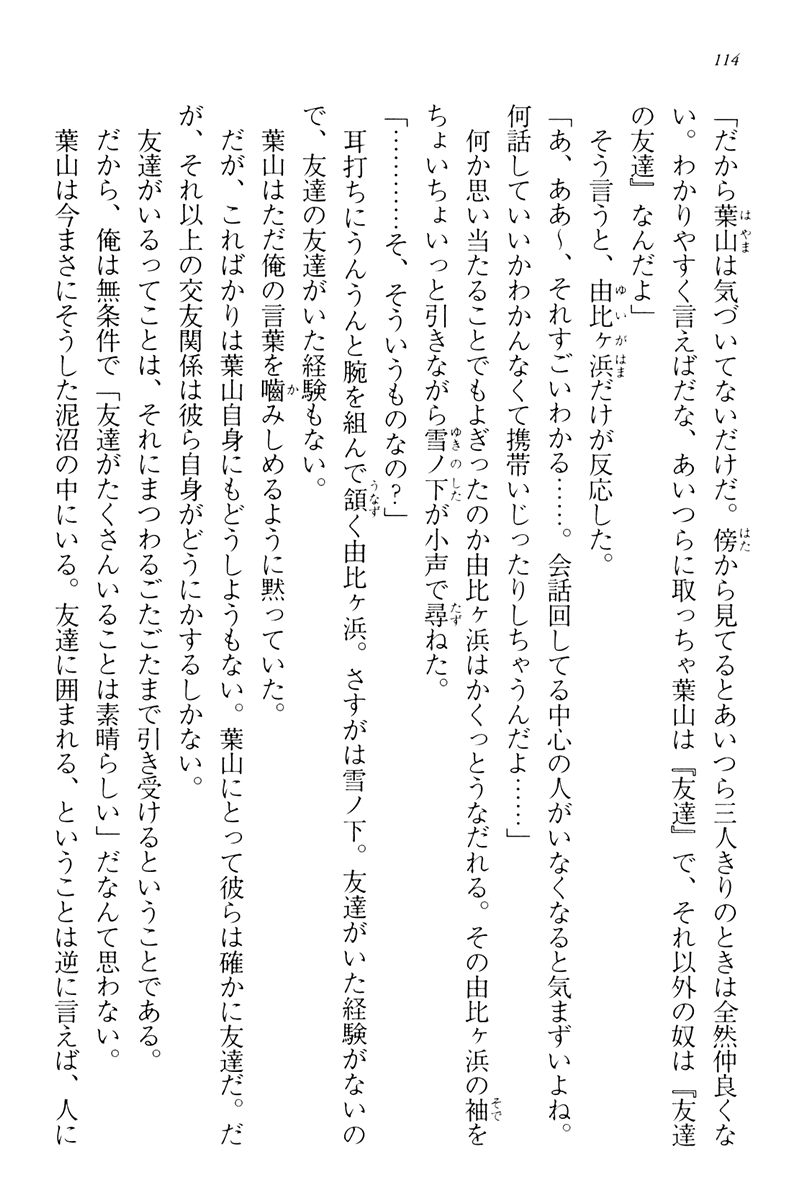 114
「だから葉山は気づいてないだけだ。傍から見てるとあいつら三人きりのときは全然仲良くな
い。わかりやすく言えばだな、あいつらに取っちゃ葉山は『友達』で、それ以外の奴は『友達
の友達』なんだよ」
そう言うと、由比ヶ浜だけが反応した。
「あ、ああ〜、それすごいわかる……。会話回してる中心の人がいなくなると気まずいよね。
何話していいかわかんなくて携帯いじったりしちゃうんだよ……」
何か思い当たることでもよぎったのか由比ヶ浜はかくっとうなだれる。その由比ヶ浜の袖を
ちょいちょいっと引きながら雪ノ下が小声で尋ねた。
「…………そ、そういうものなの？」
耳打ちにうんうんと腕を組んで頷く由比ヶ浜。さすがは雪ノ下。友達がいた経験がないの
で、友達の友達がいた経験もない。
葉山はただ俺の言葉を噛みしめるように黙っていた。
だが、こればかりは葉山自身にもどうしようもない。葉山にとって彼らは確かに友達だ。だ
が、それ以上の交友関係は彼ら自身がどうにかするしかない。
友達がいるってことは、それにまつわるごたごたまで引き受けるということである。
だから、俺は無条件で「友達がたくさんいることは素晴らしい」だなんて思わない。
葉山は今まさにそうした泥沼の中にいる。友達に囲まれる、ということは逆に言えば、人に